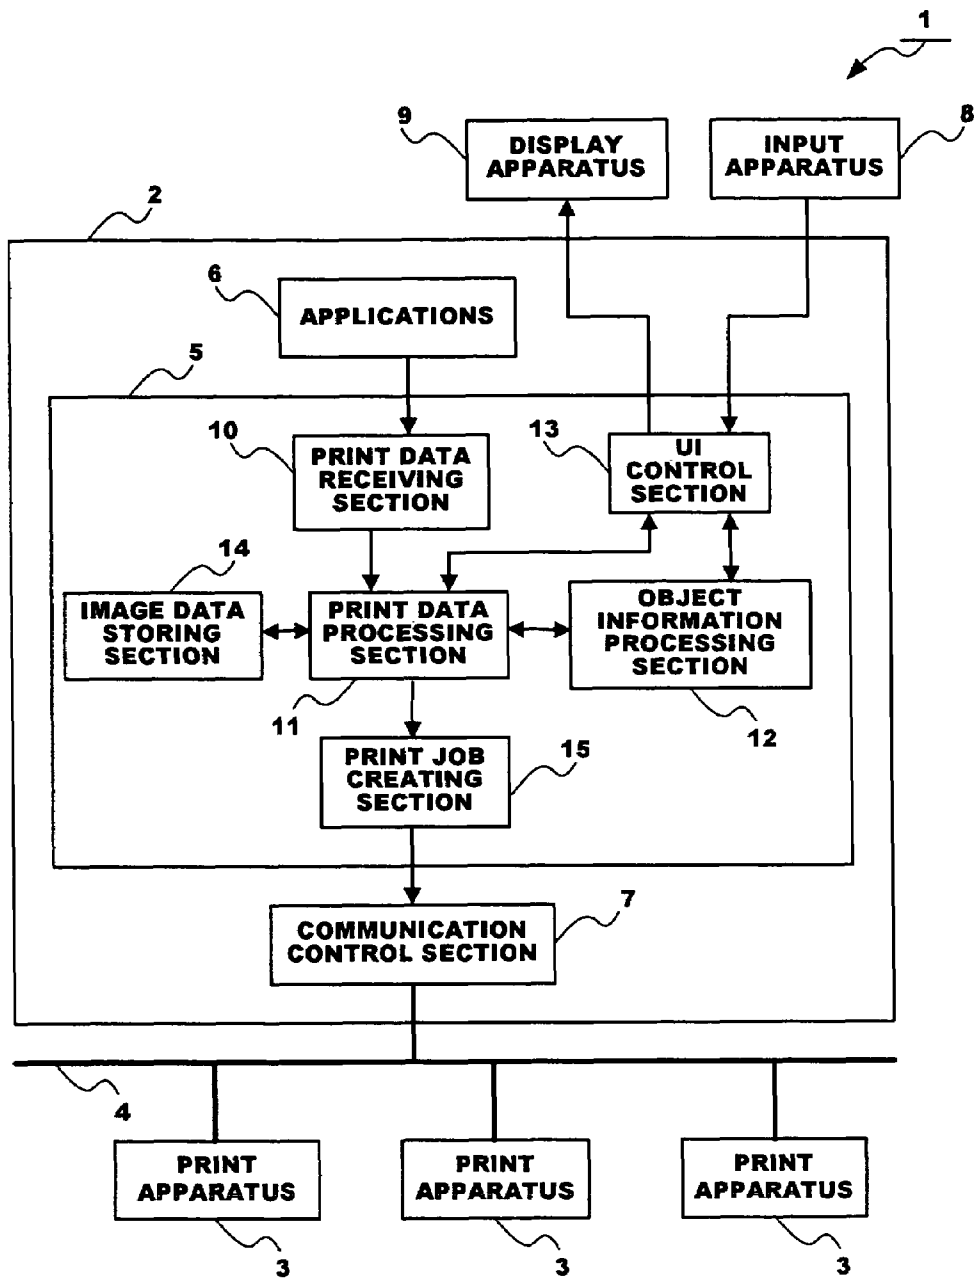 1
9
DISPLAY
APPARATUS
INPUT
APPARATUS
8
2
6
APPLICATIONS
5
10
PRINT DATA
RECEIVING
SECTION
13
UI
CONTROL
SECTION
14
IMAGE DATA
STORING
SECTION
PRINT DATA
PROCESSING
SECTION
OBJECT
INFORMATION
PROCESSING
SECTION
11
12
PRINT JOB
CREATING
SECTION
15
COMMUNICATION
CONTROL SECTION
7
4
PRINT
APPARATUS
PRINT
APPARATUS
PRINT
APPARATUS
3
3
3